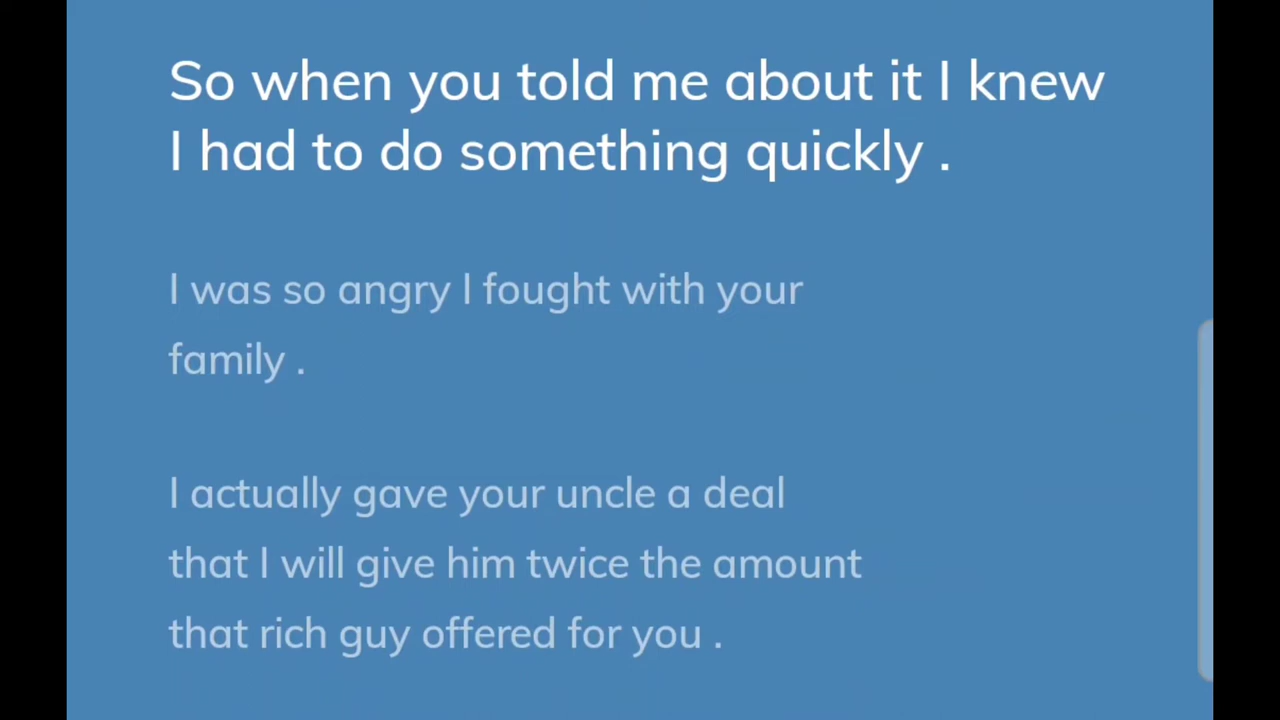 So when you told me about it I knew
I had to do something quickly .
I was so angry I fought with your
family .
I actually gave your uncle a deal
that I will give him twice the amount
that rich guy offered for you .